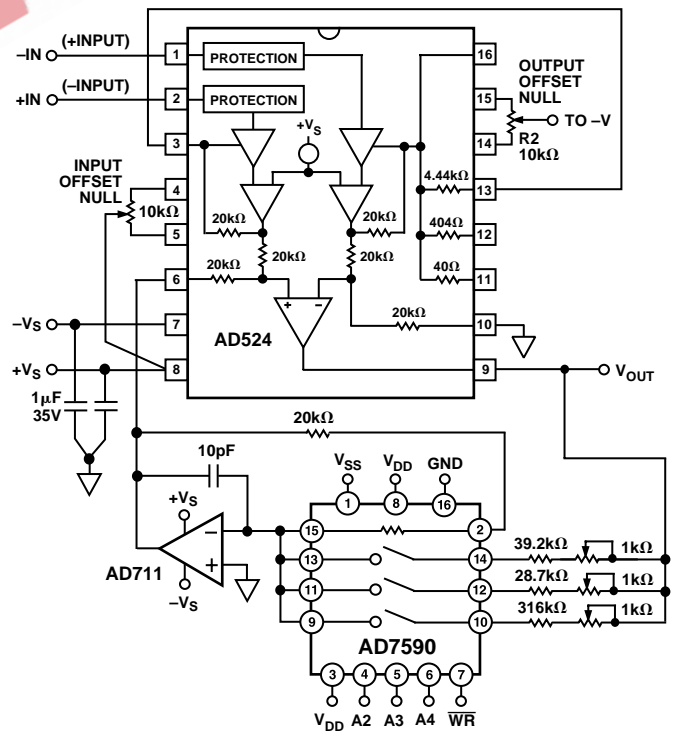 (+INPUT)
–IN
(–INPUT)
+IN
1
PROTECTION
16
2
PROTECTION
15
OUTPUT
OFFSET
NULL
TO –V
3
+VS
14
R2
10kΩ
INPUT
OFFSET
NULL
4
4.44kΩ
13
10kΩ
5
20kΩ
20kΩ
404Ω
12
20kΩ
20kΩ
20kΩ
40Ω
11
6
+
–
20kΩ
–VS
7
AD524
10
+VS
8
9
VOUT
1μF
35V
20kΩ
10pF
VSS
VDD
GND
1
8
16
+VS
–
+
AD711
–VS
15
2
13
14
39.2kΩ
1kΩ
11
12
28.7kΩ
1kΩ
9
10
316kΩ
1kΩ
AD7590
3
4
5
6
7
VDD
A2
A3
A4
WR